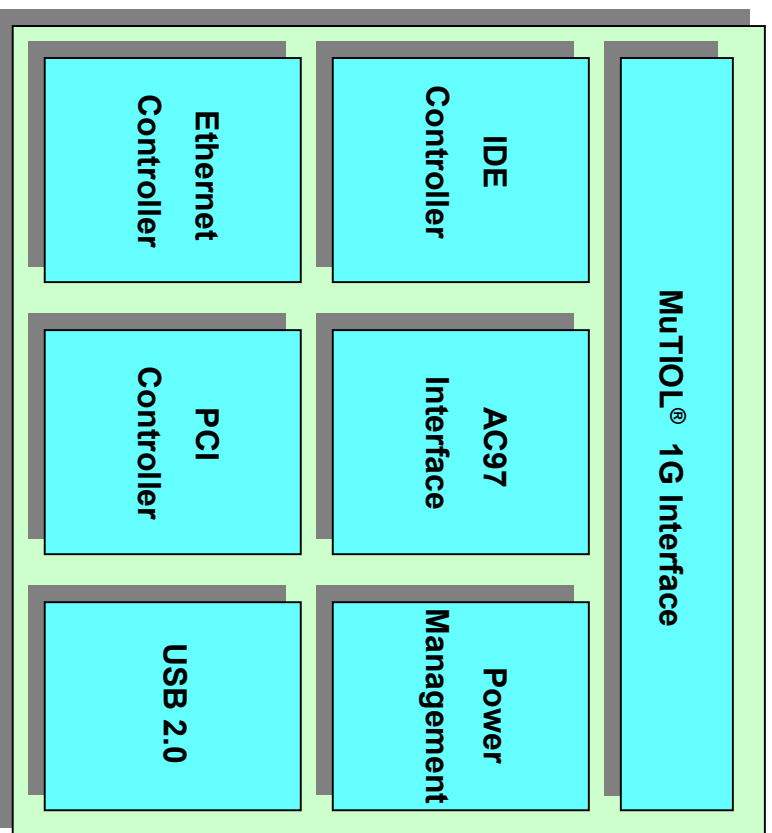 MuTIOL® 1G Interface
IDE
Controller
AC97
Interface
Power
Management
Ethernet
Controller
PCI
Controller
USB 2.0